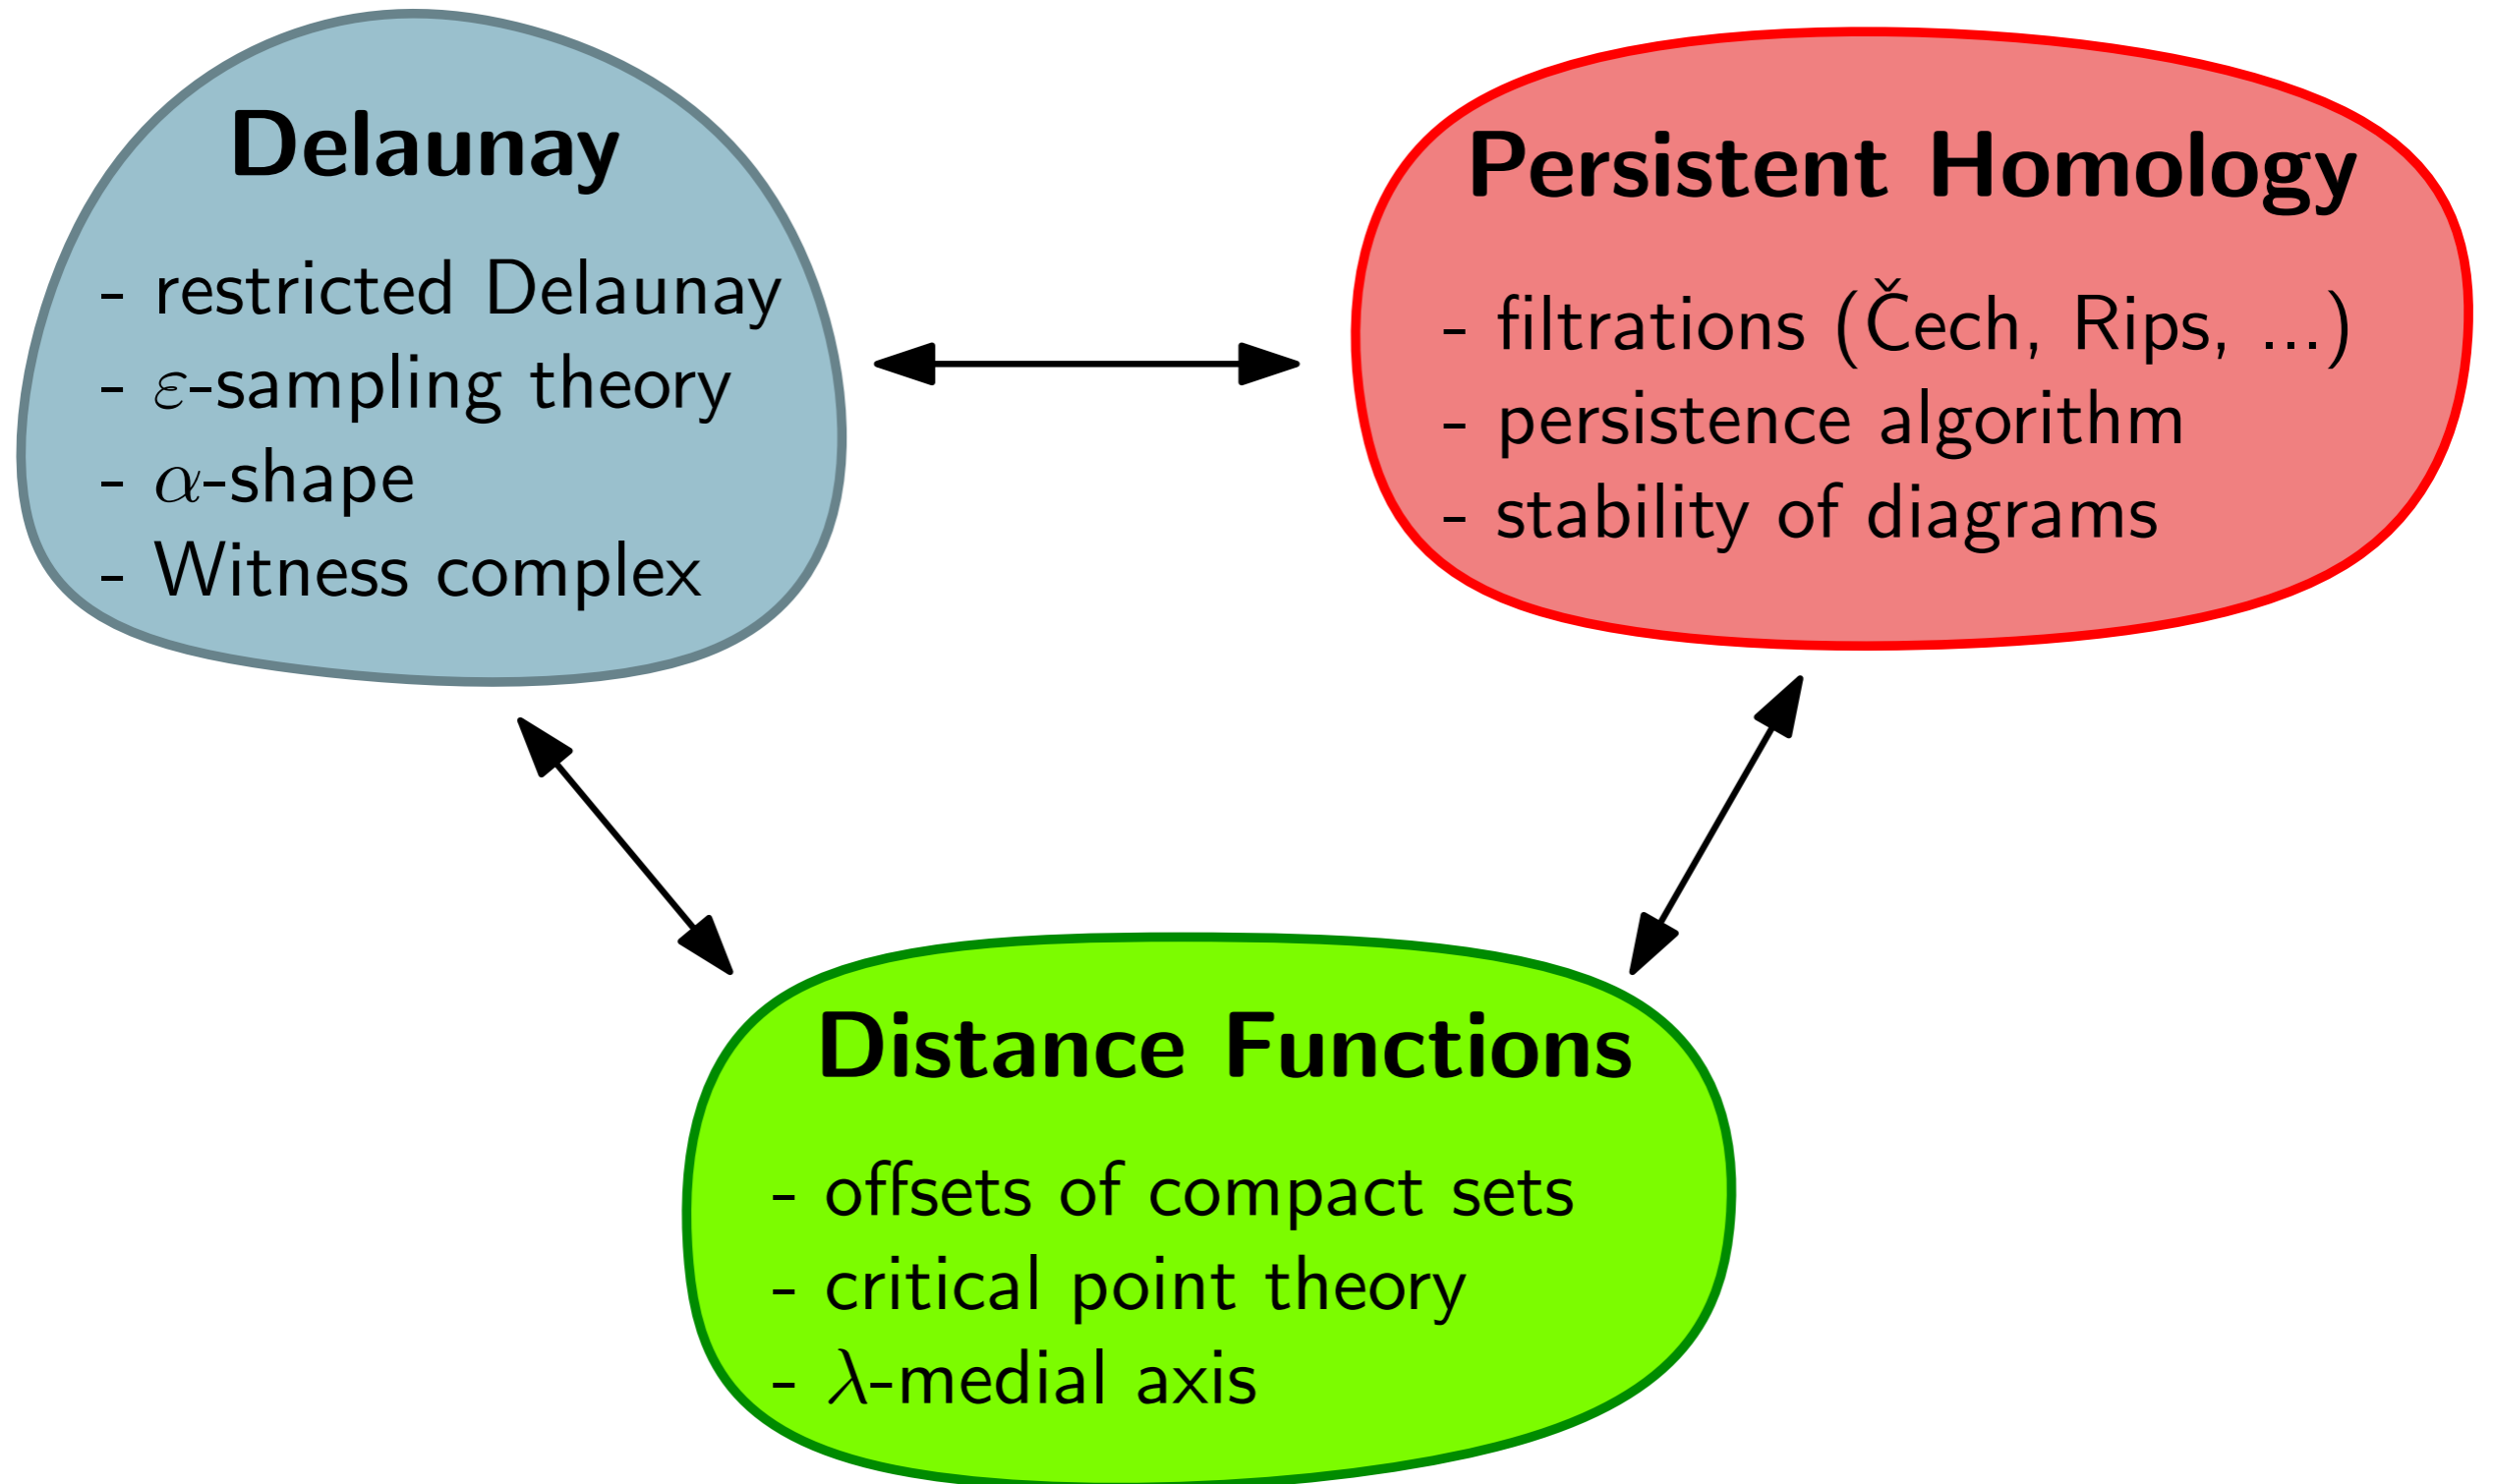 Delaunay
- restricted Delaunay
- ε-sampling theory
- α-shape
- Witness complex
Persistent Homology
- filtrations (Čech, Rips, ...)
- persistence algorithm
- stability of diagrams
Distance Functions
- offsets of compact sets
- critical point theory
- λ-medial axis